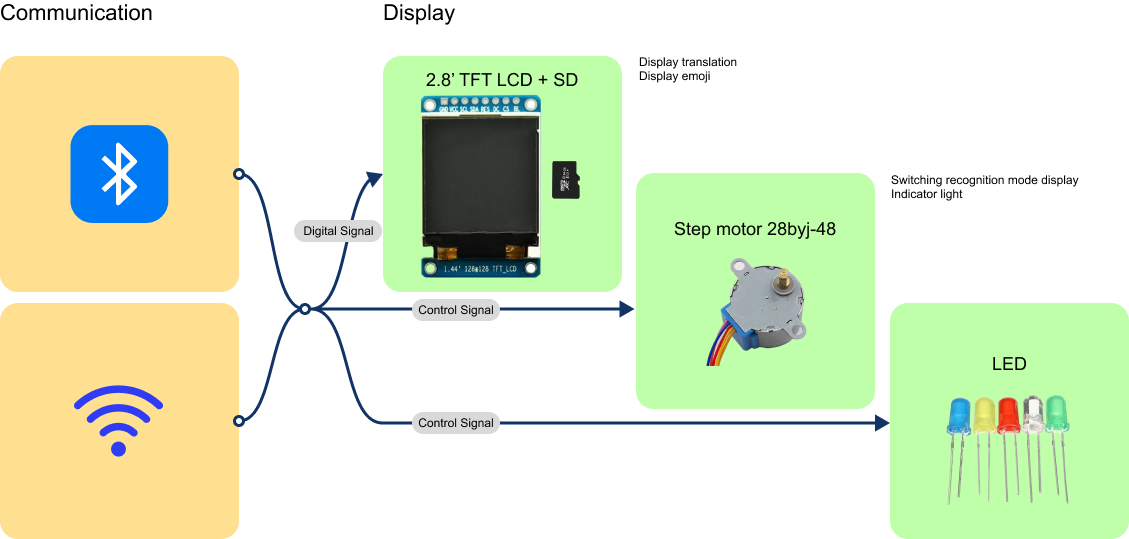 Communication
Display
2.8’ TFT LCD + SD
GND VCC SCL SDA RES DC CS BL
1.44' 128*128 TFT_LCD
Display translation
Display emoji
Digital Signal
Step motor 28byj-48
Switching recognition mode display
Indicator light
Control Signal
LED
Control Signal